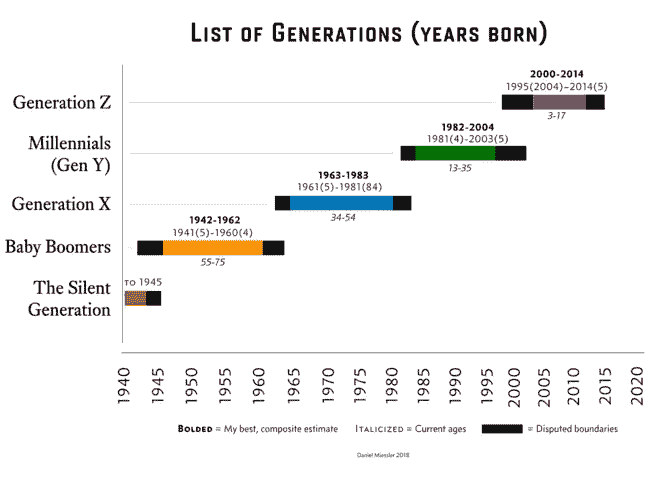 List of Generations (years born)
2000-2014
1995(2004)-2014(5)
Generation Z
3-17
1982-2004
1981(4)-2003(5)
Millennials
(Gen Y)
13-35
1963-1983
1961(5)-1981(84)
Generation X
34-54
1942-1962
1941(5)-1960(4)
Baby Boomers
55-75
to 1945
The Silent
Generation
1940 1945 1950 1955 1960 1965 1970 1975 1980 1985 1990 1995 2000 2005 2010 2015 2020
Bolded = My best, composite estimate Italicized = Current ages = Disputed boundaries
Daniel Miessler 2018